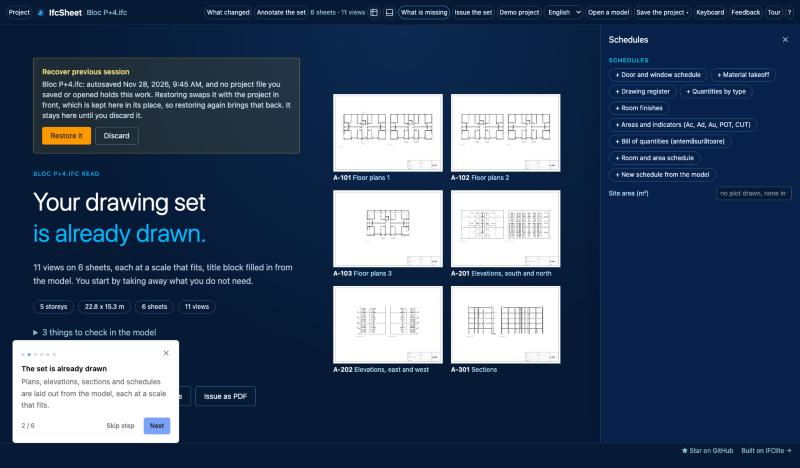 Project IfcSheet Bloc P+4.ifc What changed Annotate the set 6 sheets · 11 views What is missing Issue the set Demo project English Open a model Save the project • Keyboard Feedback Tour ?
Recover previous session
Bloc P+4.ifc: autosaved Nov 28, 2026, 9:45 AM, and no project file you
saved or opened holds this work. Restoring swaps it with the project in
front, which is kept here in its place, so restoring again brings that back. It
stays here until you discard it.
Restore it Discard
BLOC P+4.IFC READ
Your drawing set
is already drawn.
11 views on 6 sheets, each at a scale that fits, title block filled in from
the model. You start by taking away what you do not need.
5 storeys 22.8 x 15.3 m 6 sheets 11 views
3 things to check in the model
Issue as PDF
The set is already drawn
Plans, elevations, sections and schedules
are laid out from the model, each at a scale
that fits.
2 / 6 Skip step Next
A-101 Floor plans 1 A-102 Floor plans 2
A-103 Floor plans 3 A-201 Elevations, south and north
A-202 Elevations, east and west A-301 Sections
Schedules
SCHEDULES
+ Door and window schedule + Material takeoff
+ Drawing register + Quantities by type
+ Room finishes
+ Areas and indicators (Ac, Ad, Au, POT, CUT)
+ Bill of quantities (antemăsurătoare)
+ Room and area schedule
+ New schedule from the model
Site area (m²) no plot drawn, none in
Star on GitHub Built on IFClite →